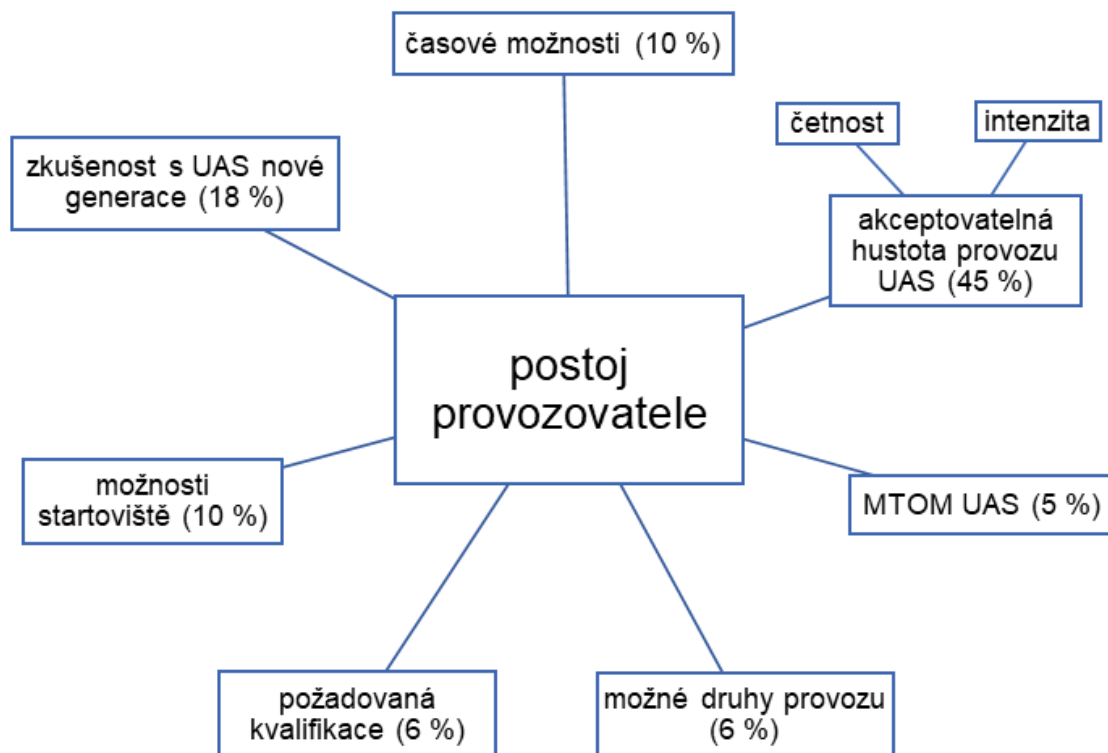 časové možnosti (10 %)
četnost
intenzita
zkušenost s UAS nové
generace (18 %)
akceptovatelná
hustota provozu
UAS (45 %)
postoj
provozovatele
možnosti
startoviště (10 %)
MTOM UAS (5 %)
požadovaná
kvalifikace (6 %)
možné druhy provozu
(6 %)